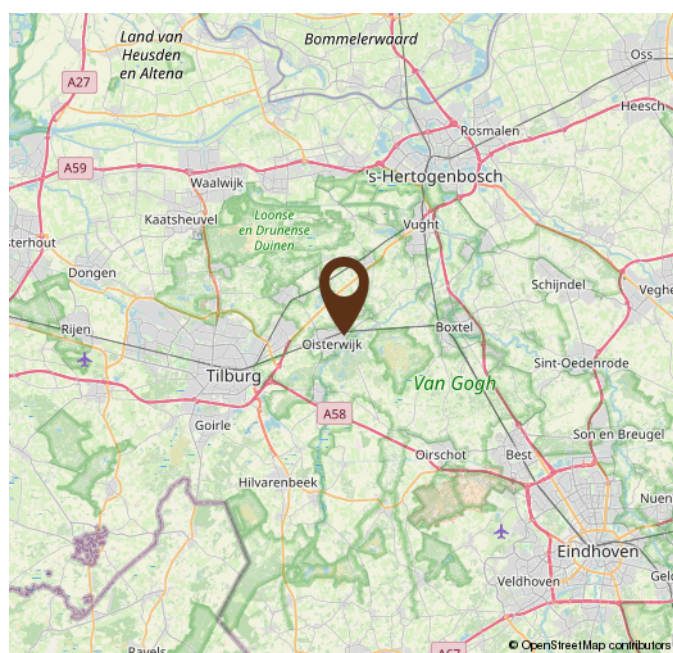 Land van
Heusden
en Altena
Bommelerwaard
Oss
A27
Heesch
Rosmalen
A59
Waalwijk
's-Hertogenbosch
Kaatsheuvel
Loonse
en Drunense
Duinen
Vught
sterhout
Dongen
Schijndel
Veghe
Rijen
Oisterwijk
Boxtel
Sint-Oedenrode
Tilburg
Van Gogh
A58
Goirle
Son en Breugel
Oirschot
Best
Hilvarenbeek
Nuen
Eindhoven
Veldhoven
Geld
Ravels
A67
© OpenStreetMap contributors